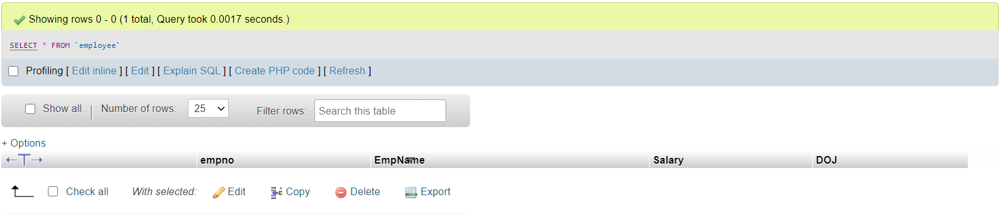 Showing rows 0 - 0 (1 total, Query took 0.0017 seconds.)
SELECT * FROM `employee`
Profiling [ Edit inline ] [ Edit ] [ Explain SQL ] [ Create PHP code ] [ Refresh ]
Show all | Number of rows: 25 Filter rows: Search this table
+ Options
←T→ empno EmpName Salary DOJ
Check all With selected: Edit Copy Delete Export